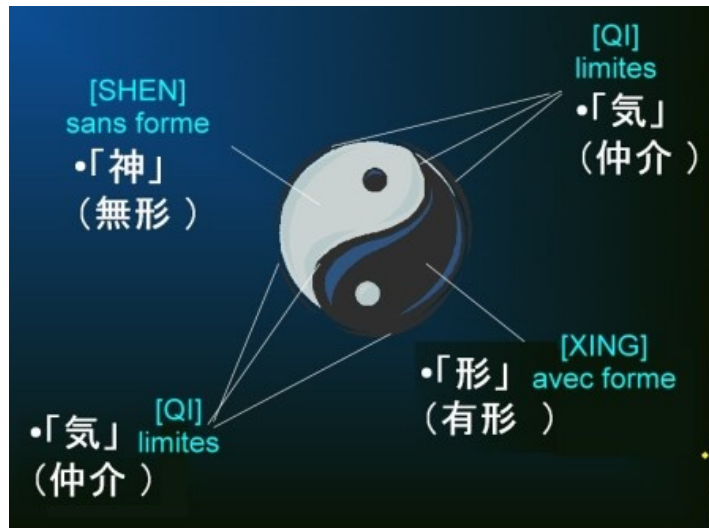 [SHEN]
sans forme
•「神」
（無形 ）
[QI]
limites
•「気」
（仲介 ）
[XING]
•「形」 avec forme
（有形 ）
[QI]
•「気」 limites
（仲介 ）